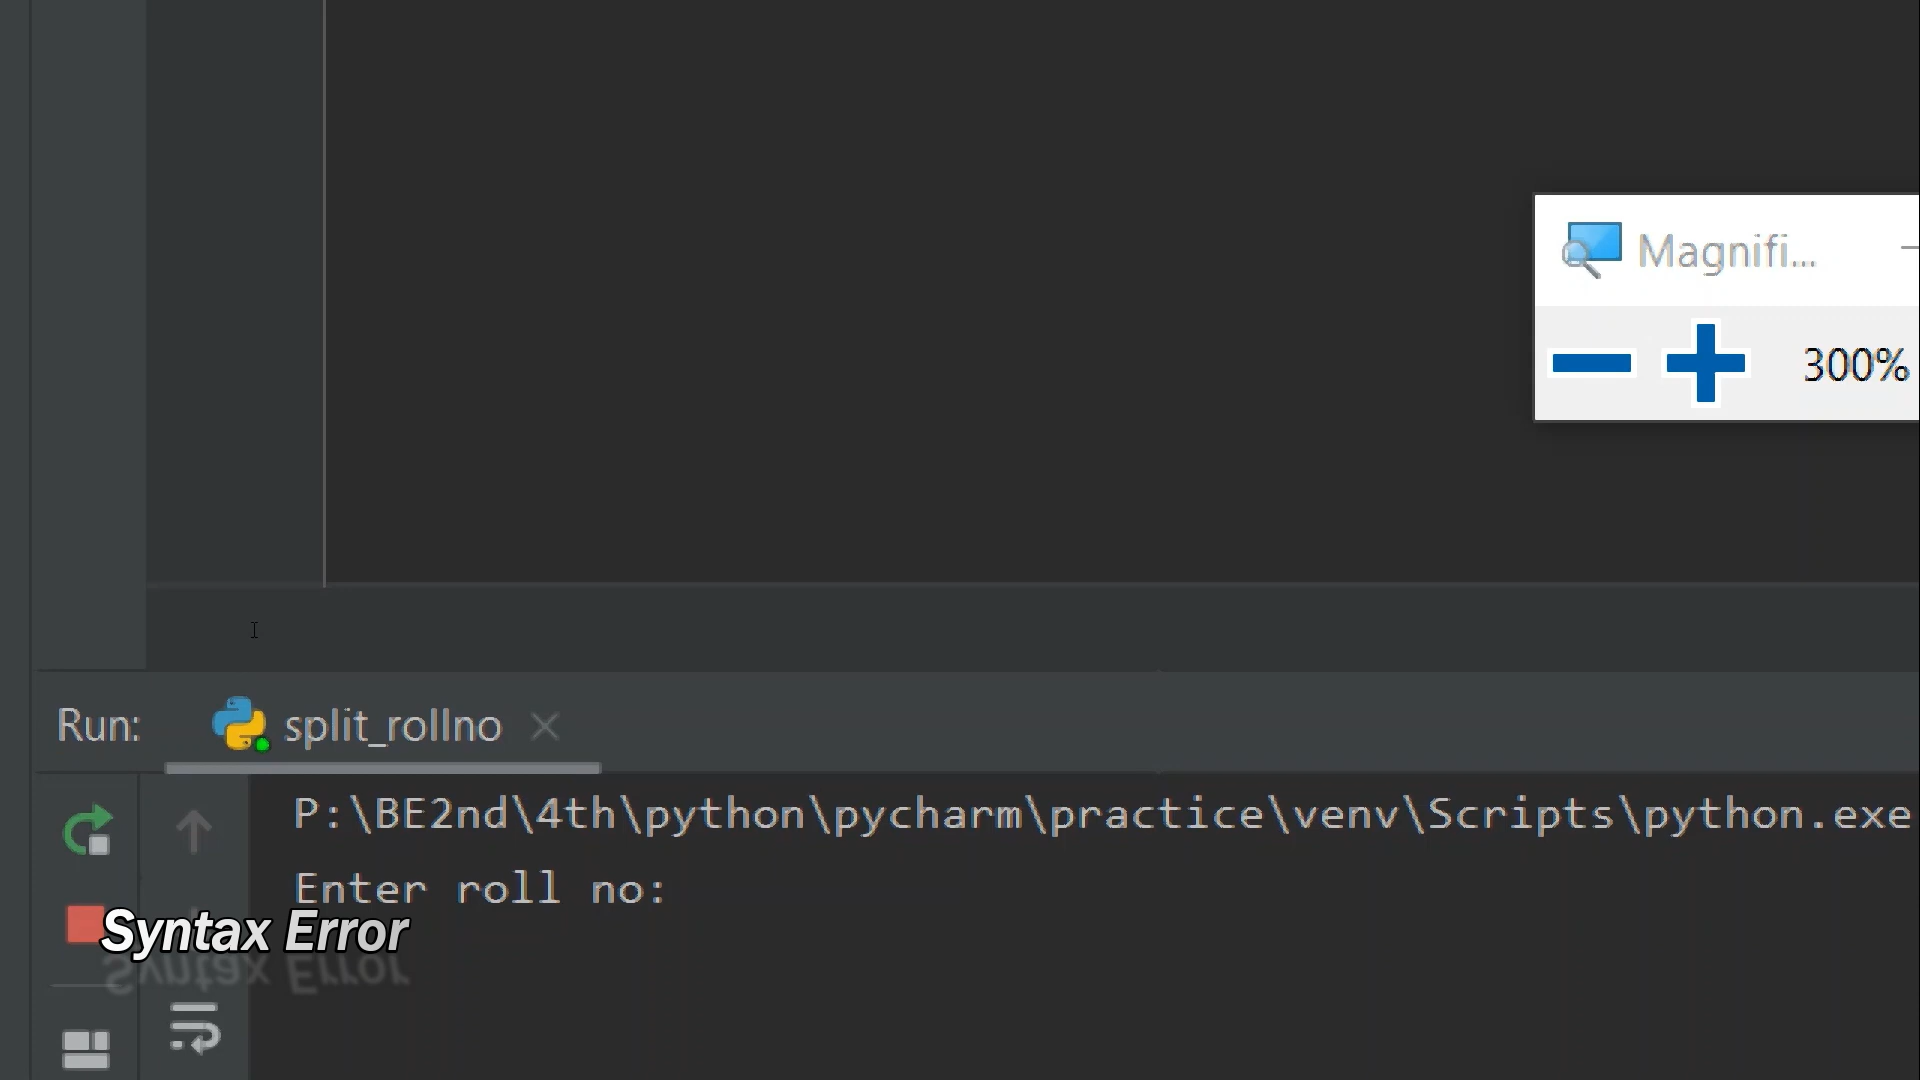 Magnifi...
300%
Run: split_rollno
P:\BE2nd\4th\python\pycharm\practice\venv\Scripts\python.exe
Enter roll no:
Syntax Error